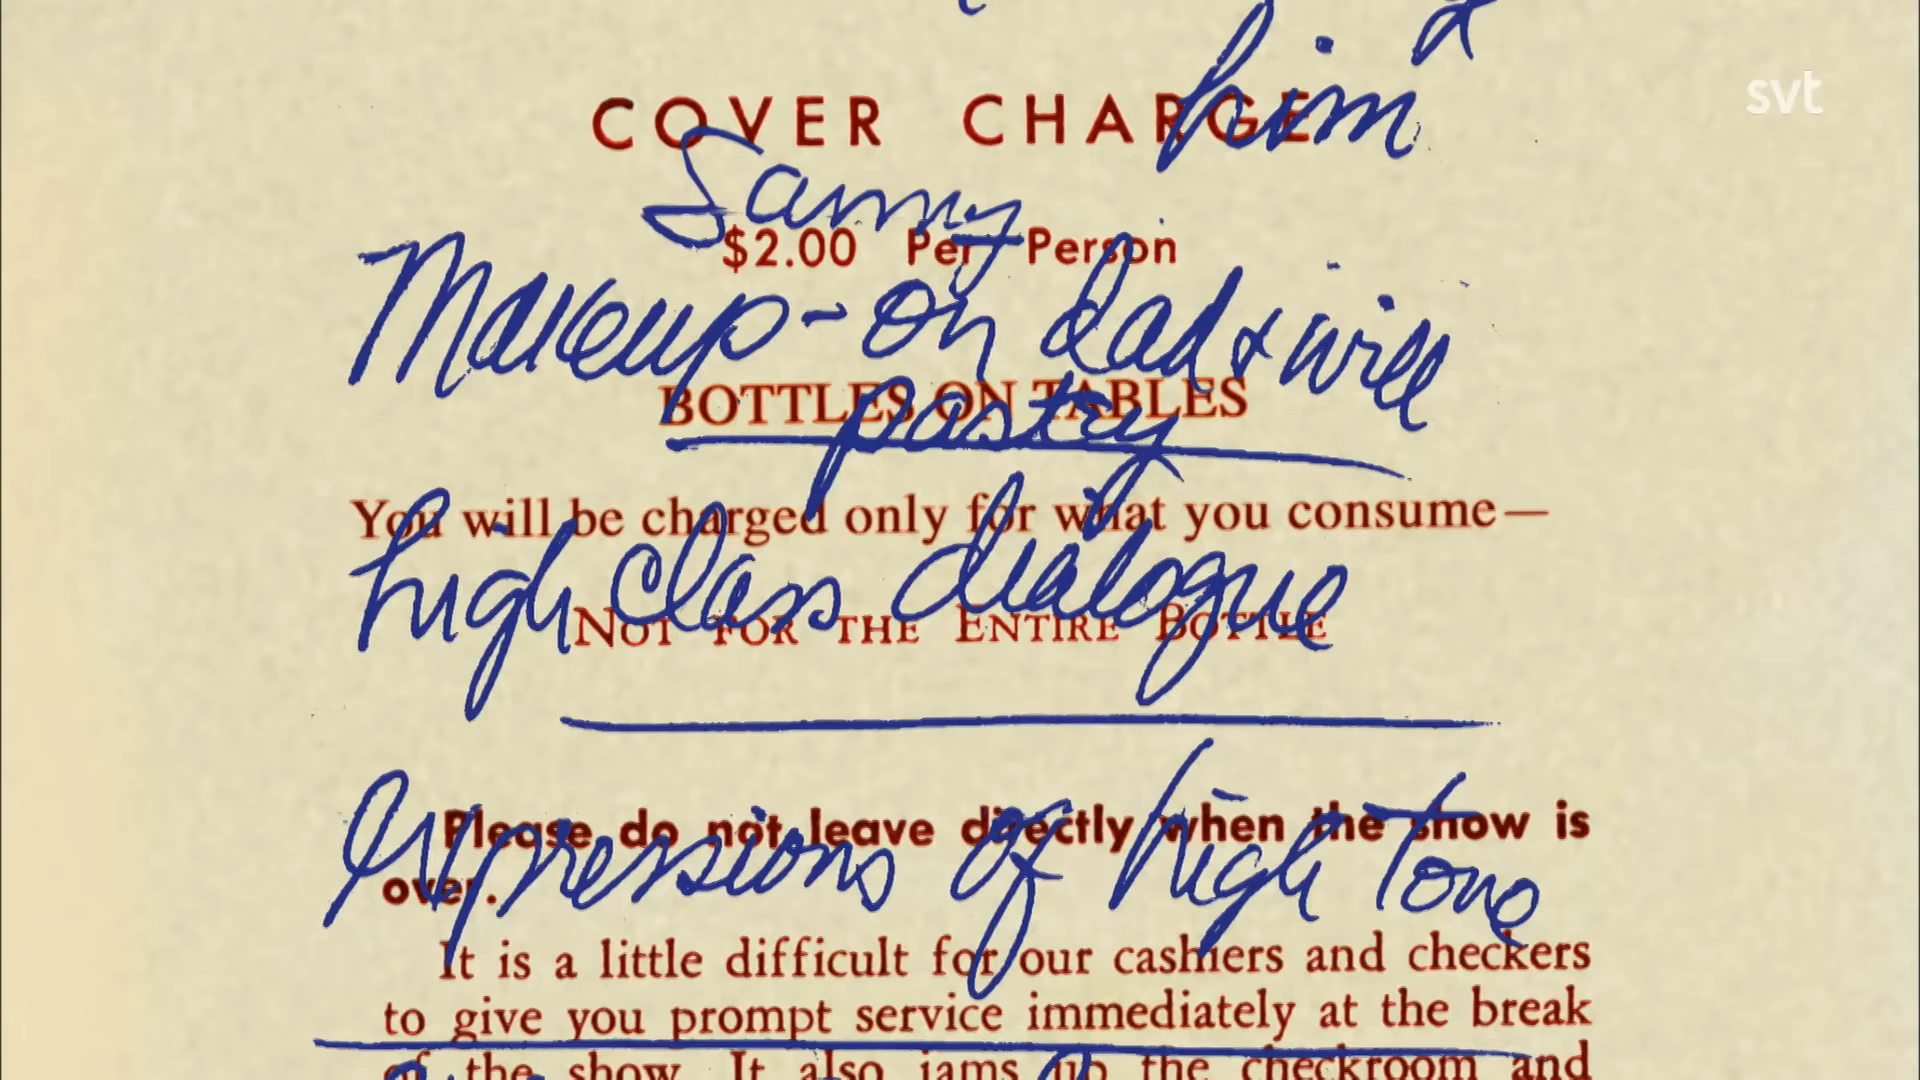 him
svt
COVER CHARGE
Sammy
$2.00 Per Person
Makeup - on dad & will
BOTTLES ON TABLES
pastry
You will be charged only for what you consume—
high class dialogue
NOT FOR THE ENTIRE BOTTLE
Please do not leave directly when the show is
expressions of high tone
over.
It is a little difficult for our cashiers and checkers
to give you prompt service immediately at the break
of the show. It also jams up the checkroom and